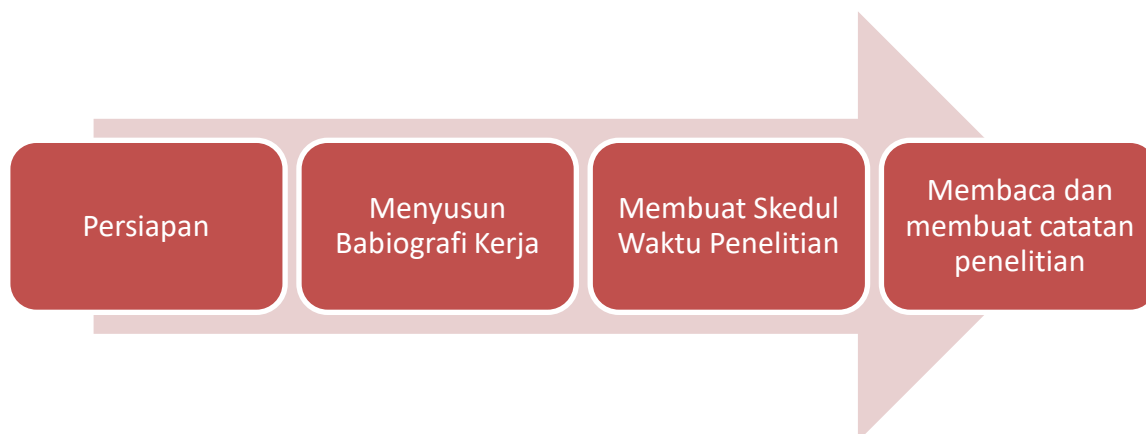 Persiapan
Menyusun
Babiografi Kerja
Membuat Skedul
Waktu Penelitian
Membaca dan
membuat catatan
penelitian